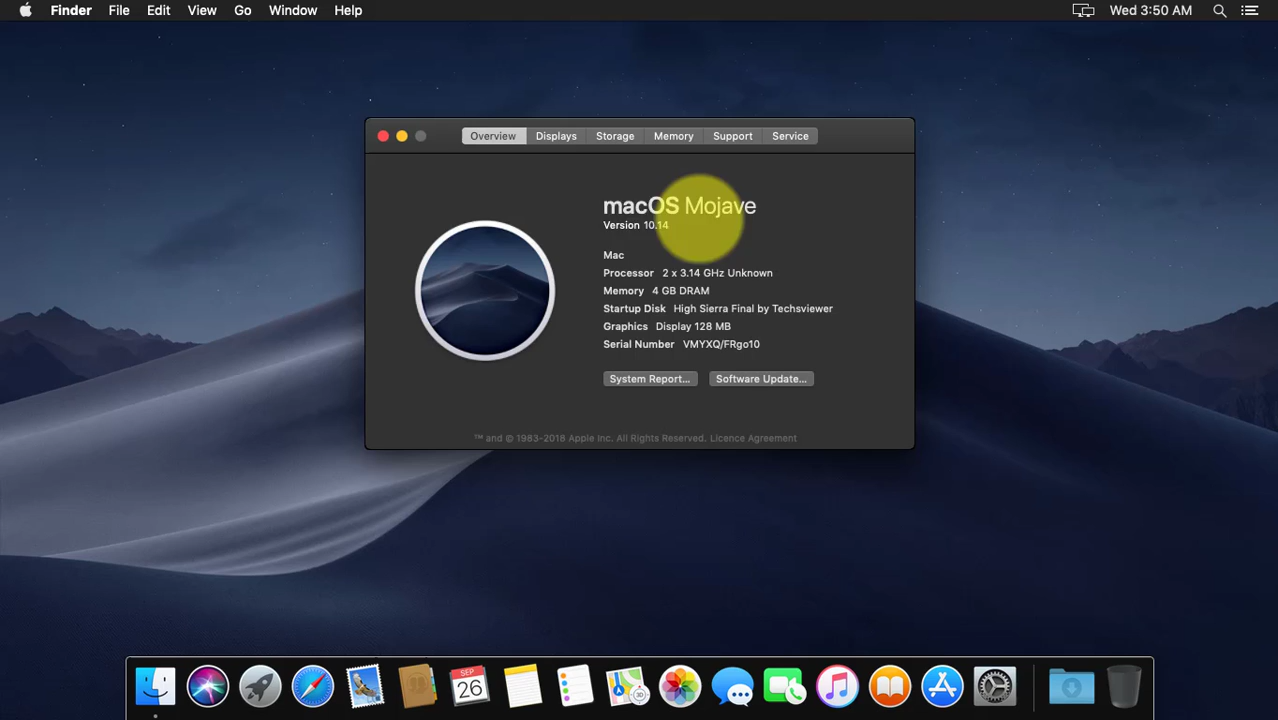 Finder File Edit View Go Window Help Wed 3:50 AM
Overview Displays Storage Memory Support Service
macOS Mojave
Version 10.14
Mac
Processor 2 x 3.14 GHz Unknown
Memory 4 GB DRAM
Startup Disk High Sierra Final by Techsviewer
Graphics Display 128 MB
Serial Number VMYXQ/FRgo10
System Report... Software Update...
™ and © 1983-2018 Apple Inc. All Rights Reserved. Licence Agreement
SEP
26
3D